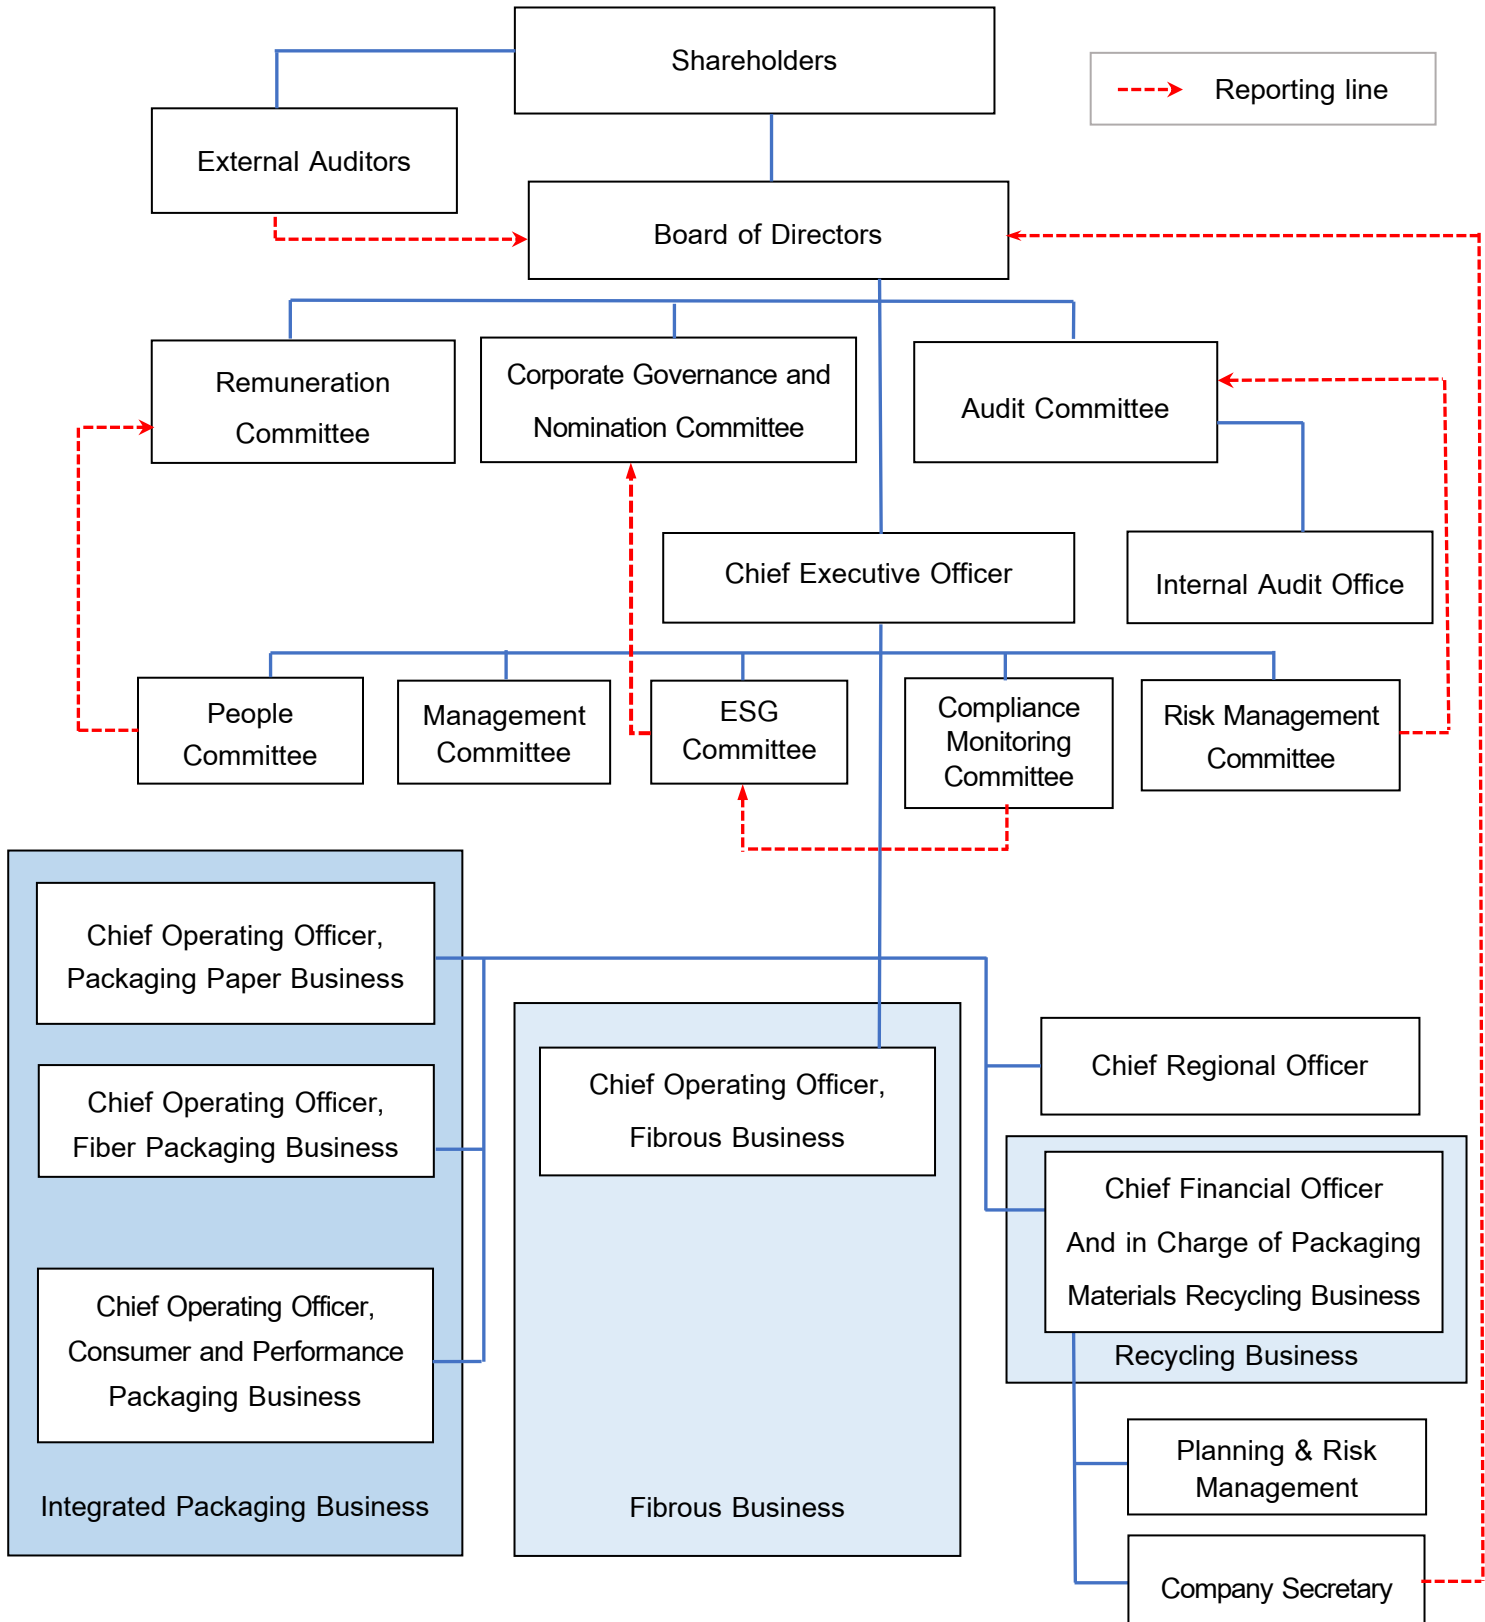 Shareholders
Reporting line
External Auditors
Board of Directors
Remuneration
Committee
Corporate Governance and
Nomination Committee
Audit Committee
Chief Executive Officer
Internal Audit Office
People
Committee
Management
Committee
ESG
Committee
Compliance
Monitoring
Committee
Risk Management
Committee
Chief Operating Officer,
Packaging Paper Business
Chief Operating Officer,
Fiber Packaging Business
Chief Operating Officer,
Consumer and Performance
Packaging Business
Integrated Packaging Business
Chief Operating Officer,
Fibrous Business
Fibrous Business
Chief Regional Officer
Chief Financial Officer
And in Charge of Packaging
Materials Recycling Business
Recycling Business
Planning & Risk
Management
Company Secretary